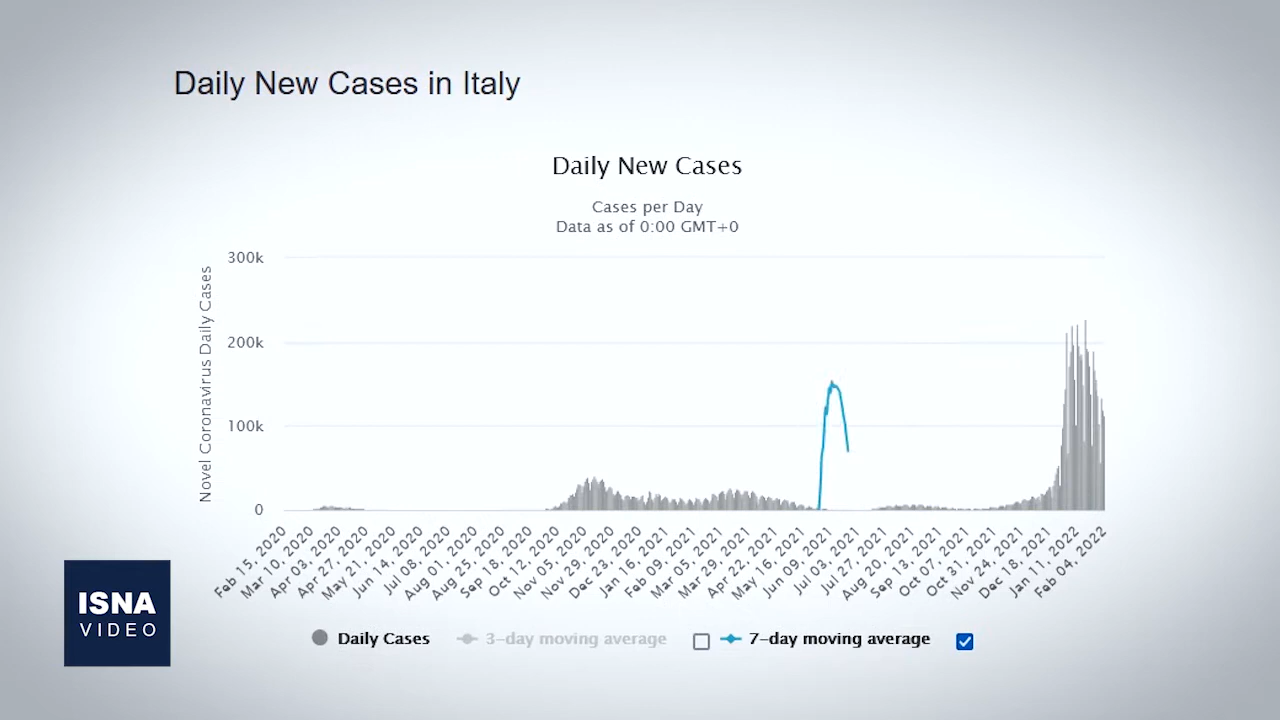 Daily New Cases in Italy
Daily New Cases
Cases per Day
Data as of 0:00 GMT+0
Novel Coronavirus Daily Cases
300k
200k
100k
0
Feb 15, 2020
Mar 10, 2020
Apr 03, 2020
Apr 27, 2020
May 21, 2020
Jun 14, 2020
Jul 08, 2020
Aug 01, 2020
Aug 25, 2020
Sep 18, 2020
Oct 12, 2020
Nov 05, 2020
Nov 29, 2020
Dec 23, 2020
Jan 16, 2021
Feb 09, 2021
Mar 05, 2021
Mar 29, 2021
Apr 22, 2021
May 16, 2021
Jun 09, 2021
Jul 03, 2021
Jul 27, 2021
Aug 20, 2021
Sep 13, 2021
Oct 07, 2021
Oct 31, 2021
Nov 24, 2021
Dec 18, 2021
Jan 11, 2022
Feb 04, 2022
Daily Cases 3-day moving average 7-day moving average
ISNA
VIDEO